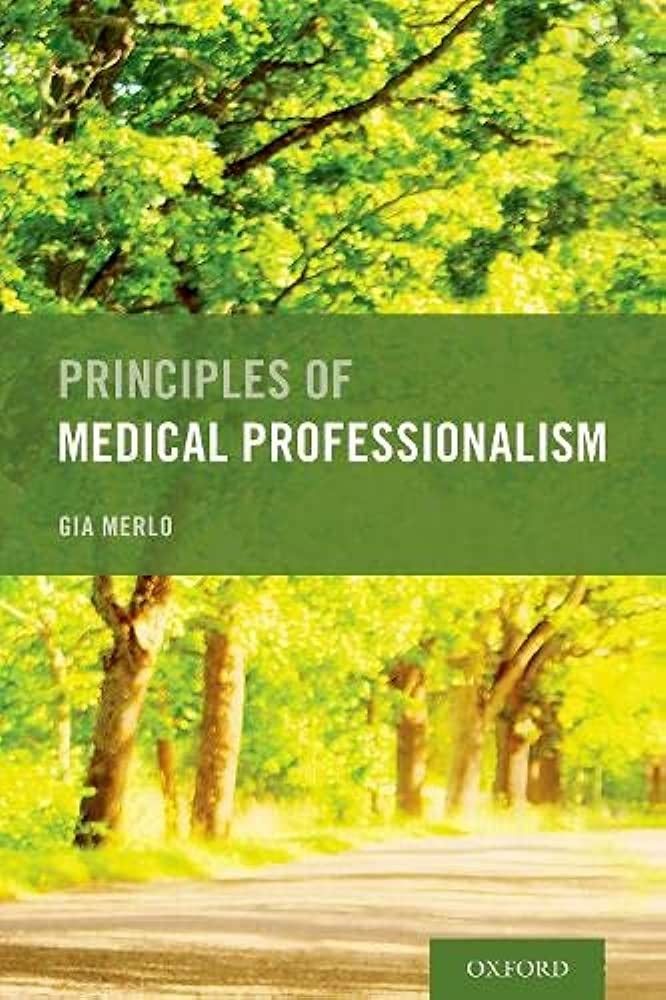 PRINCIPLES OF
MEDICAL PROFESSIONALISM
GIA MERLO
OXFORD